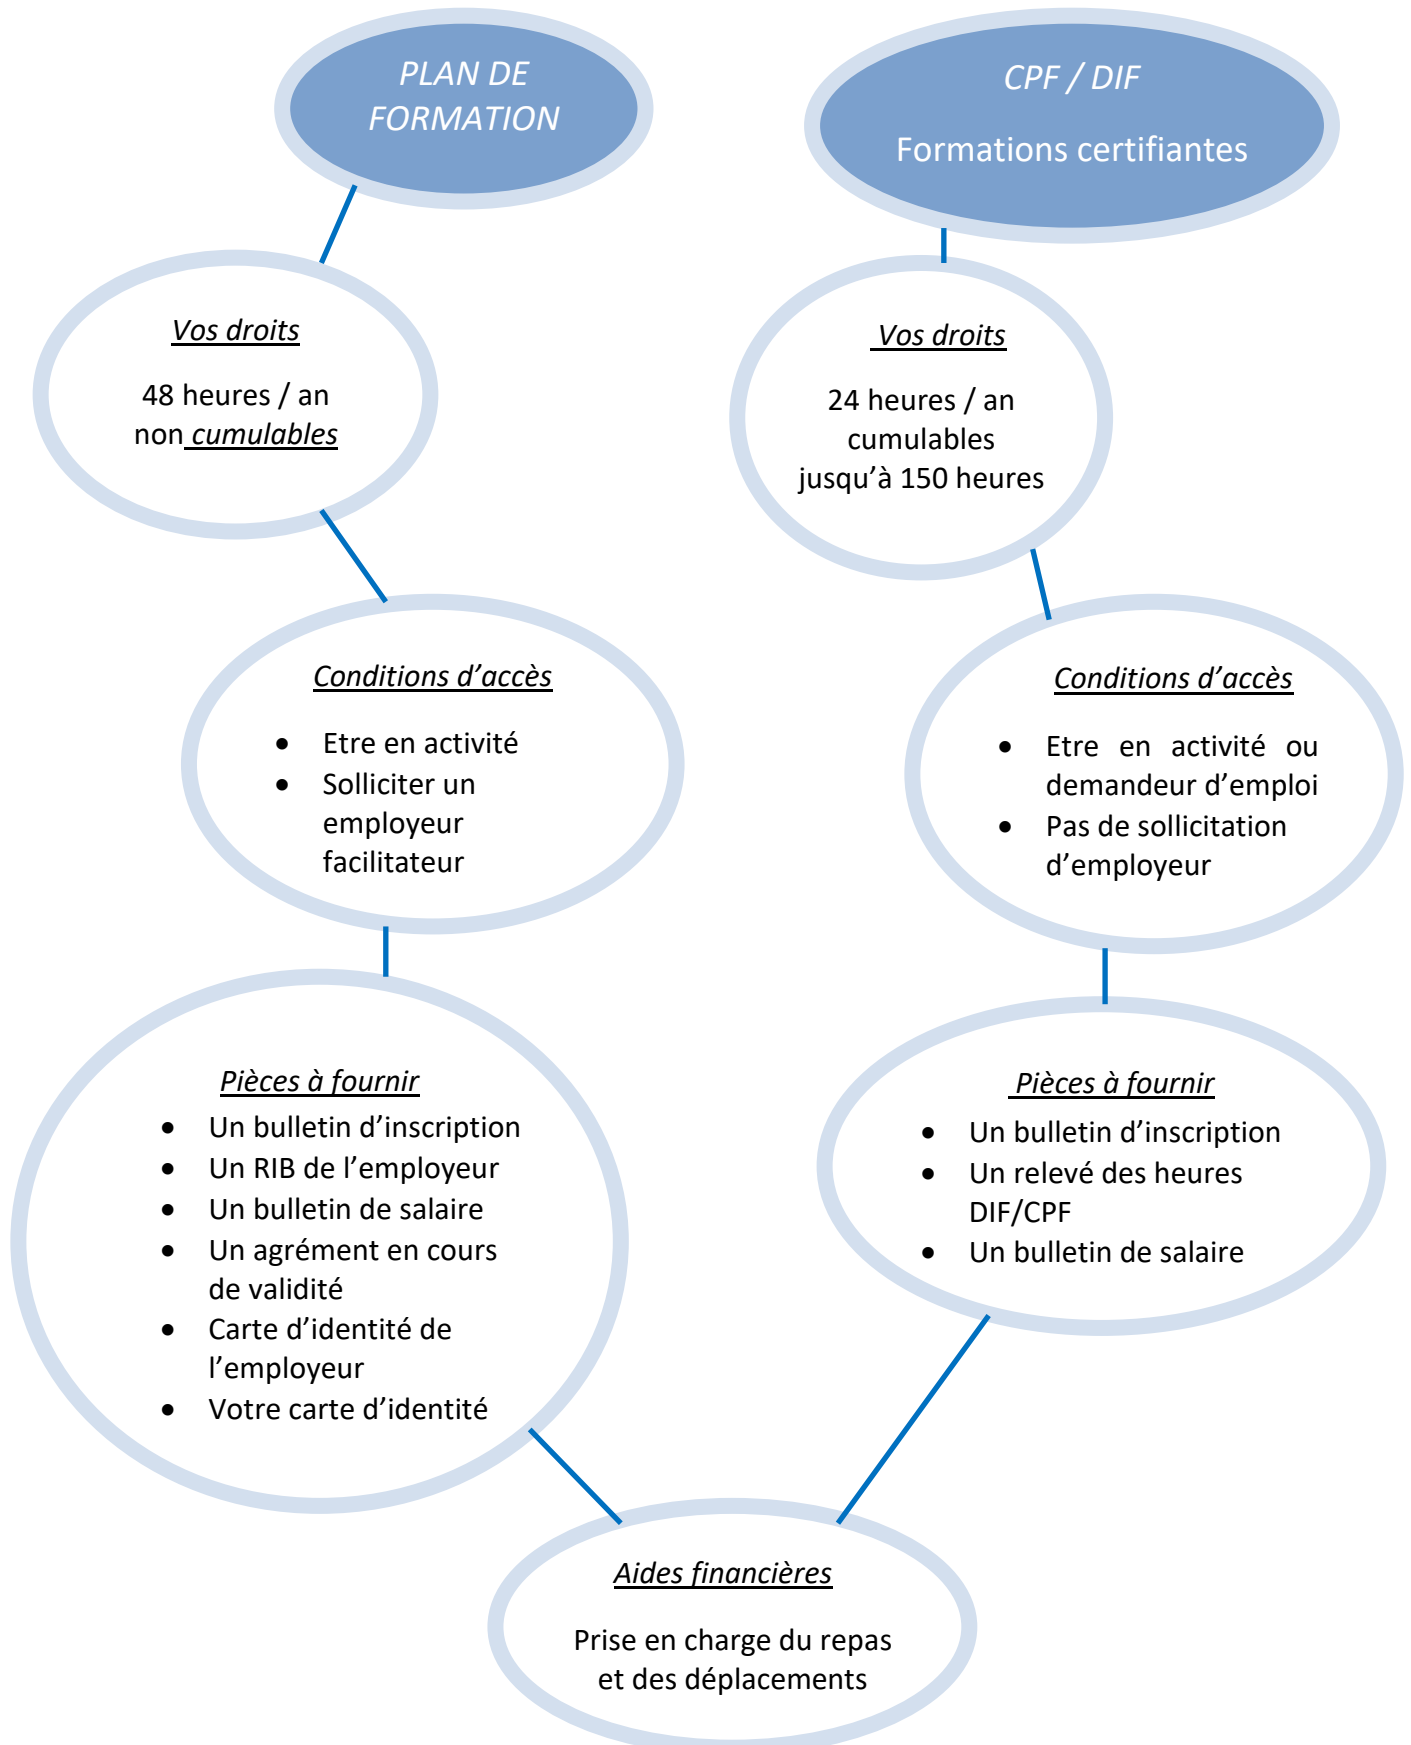 PLAN DE
FORMATION
Vos droits
48 heures / an
non cumulables
Conditions d’accès
• Etre en activité
• Solliciter un
employeur
facilitateur
Pièces à fournir
• Un bulletin d’inscription
• Un RIB de l’employeur
• Un bulletin de salaire
• Un agrément en cours
de validité
• Carte d’identité de
l’employeur
• Votre carte d’identité
CPF / DIF
Formations certifiantes
Vos droits
24 heures / an
cumulables
jusqu’à 150 heures
Conditions d’accès
• Etre en activité ou
demandeur d’emploi
• Pas de sollicitation
d’employeur
Pièces à fournir
• Un bulletin d’inscription
• Un relevé des heures
DIF/CPF
• Un bulletin de salaire
Aides financières
Prise en charge du repas
et des déplacements